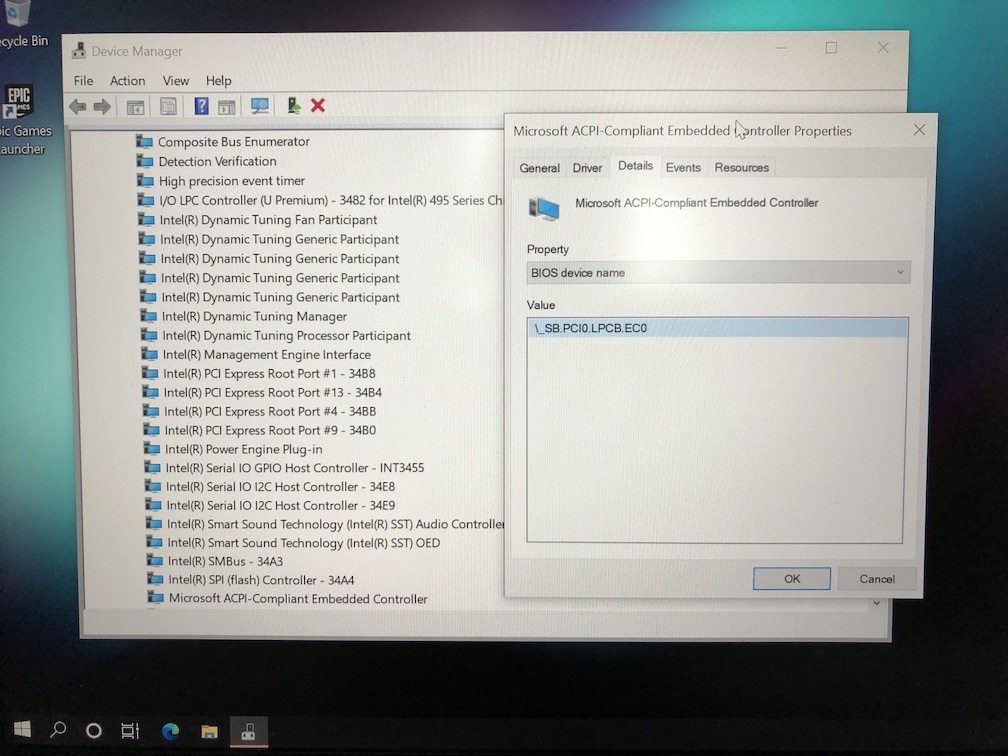 ecycle Bin
EPIC
GAMES
ic Games
auncher
Device Manager
File Action View Help
Composite Bus Enumerator
Detection Verification
High precision event timer
I/O LPC Controller (U Premium) - 3482 for Intel(R) 495 Series Ch
Intel(R) Dynamic Tuning Fan Participant
Intel(R) Dynamic Tuning Generic Participant
Intel(R) Dynamic Tuning Generic Participant
Intel(R) Dynamic Tuning Generic Participant
Intel(R) Dynamic Tuning Generic Participant
Intel(R) Dynamic Tuning Manager
Intel(R) Dynamic Tuning Processor Participant
Intel(R) Management Engine Interface
Intel(R) PCI Express Root Port #1 - 34B8
Intel(R) PCI Express Root Port #13 - 34B4
Intel(R) PCI Express Root Port #4 - 34BB
Intel(R) PCI Express Root Port #9 - 34B0
Intel(R) Power Engine Plug-in
Intel(R) Serial IO GPIO Host Controller - INT3455
Intel(R) Serial IO I2C Host Controller - 34E8
Intel(R) Serial IO I2C Host Controller - 34E9
Intel(R) Smart Sound Technology (Intel(R) SST) Audio Controller
Intel(R) Smart Sound Technology (Intel(R) SST) OED
Intel(R) SMBus - 34A3
Intel(R) SPI (flash) Controller - 34A4
Microsoft ACPI-Compliant Embedded Controller
Microsoft ACPI-Compliant Embedded Controller Properties
General Driver Details Events Resources
Microsoft ACPI-Compliant Embedded Controller
Property
BIOS device name
Value
\_SB.PCI0.LPCB.EC0
OK Cancel